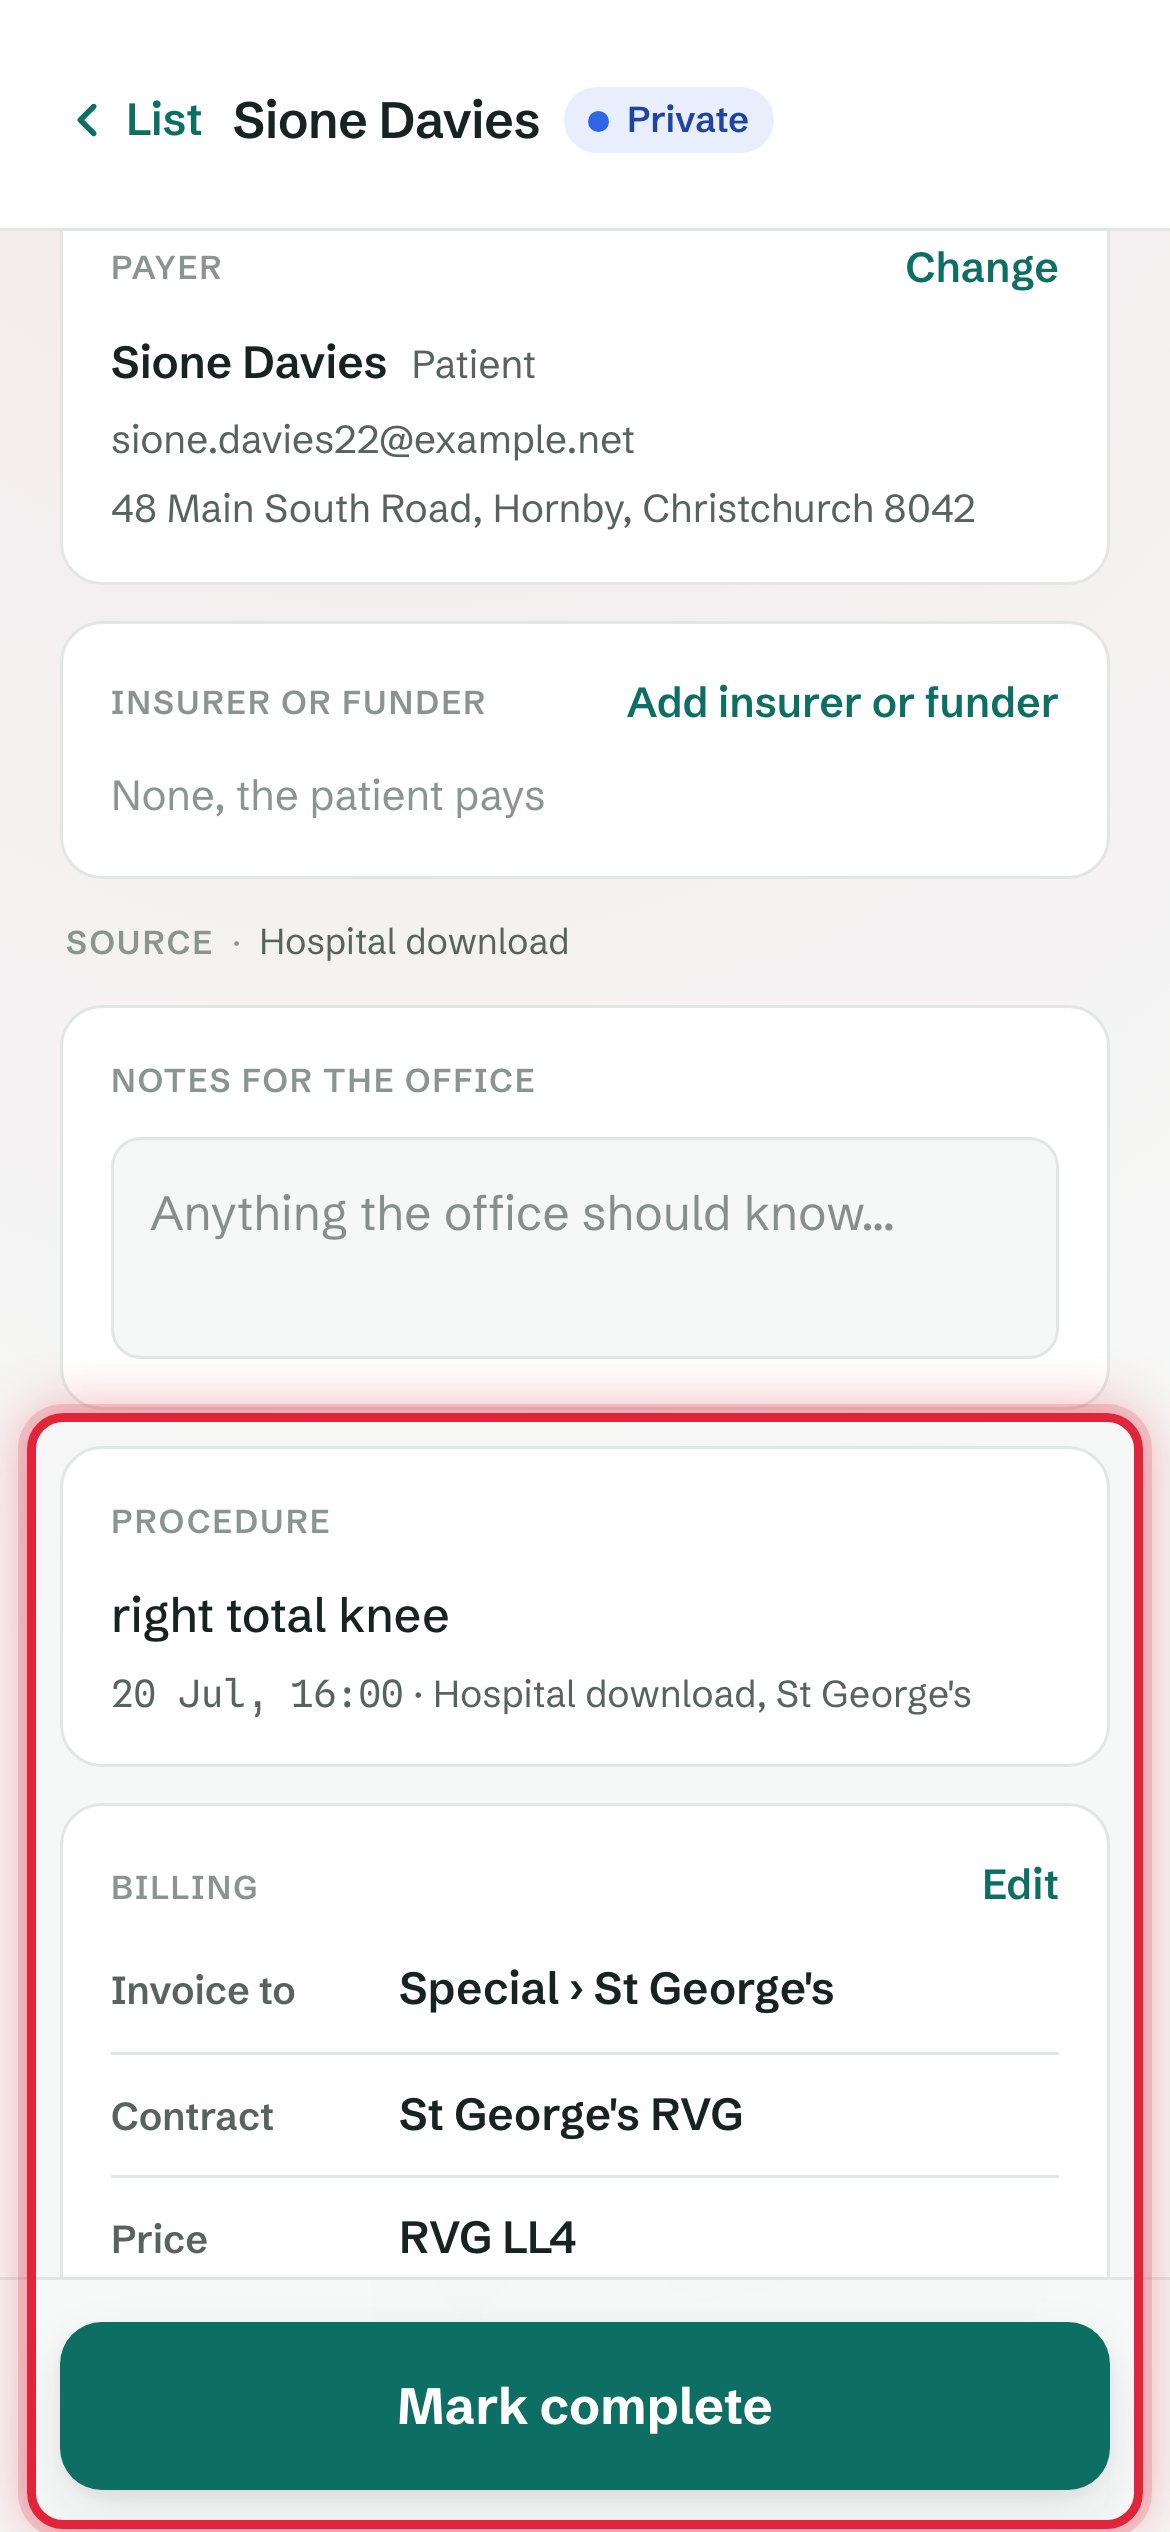 List Sione Davies Private
PAYER Change
Sione Davies Patient
sione.davies22@example.net
48 Main South Road, Hornby, Christchurch 8042
INSURER OR FUNDER Add insurer or funder
None, the patient pays
SOURCE · Hospital download
NOTES FOR THE OFFICE
Anything the office should know...
PROCEDURE
right total knee
20 Jul, 16:00 · Hospital download, St George's
BILLING Edit
Invoice to Special › St George's
Contract St George's RVG
Price RVG LL4
Mark complete